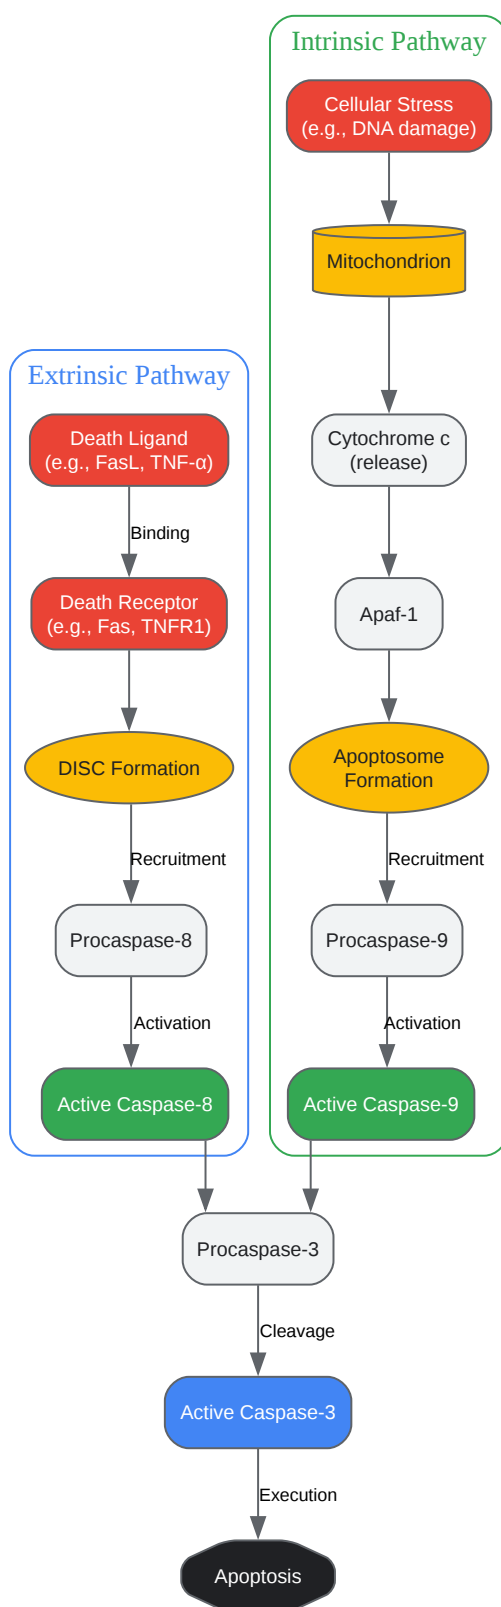 Intrinsic Pathway
Cellular Stress
(e.g., DNA damage)
Mitochondrion
Cytochrome c
(release)
Apaf-1
Apoptosome
Formation
Recruitment
Procaspase-9
Activation
Active Caspase-9
Extrinsic Pathway
Death Ligand
(e.g., FasL, TNF-α)
Binding
Death Receptor
(e.g., Fas, TNFR1)
DISC Formation
Recruitment
Procaspase-8
Activation
Active Caspase-8
Procaspase-3
Cleavage
Active Caspase-3
Execution
Apoptosis